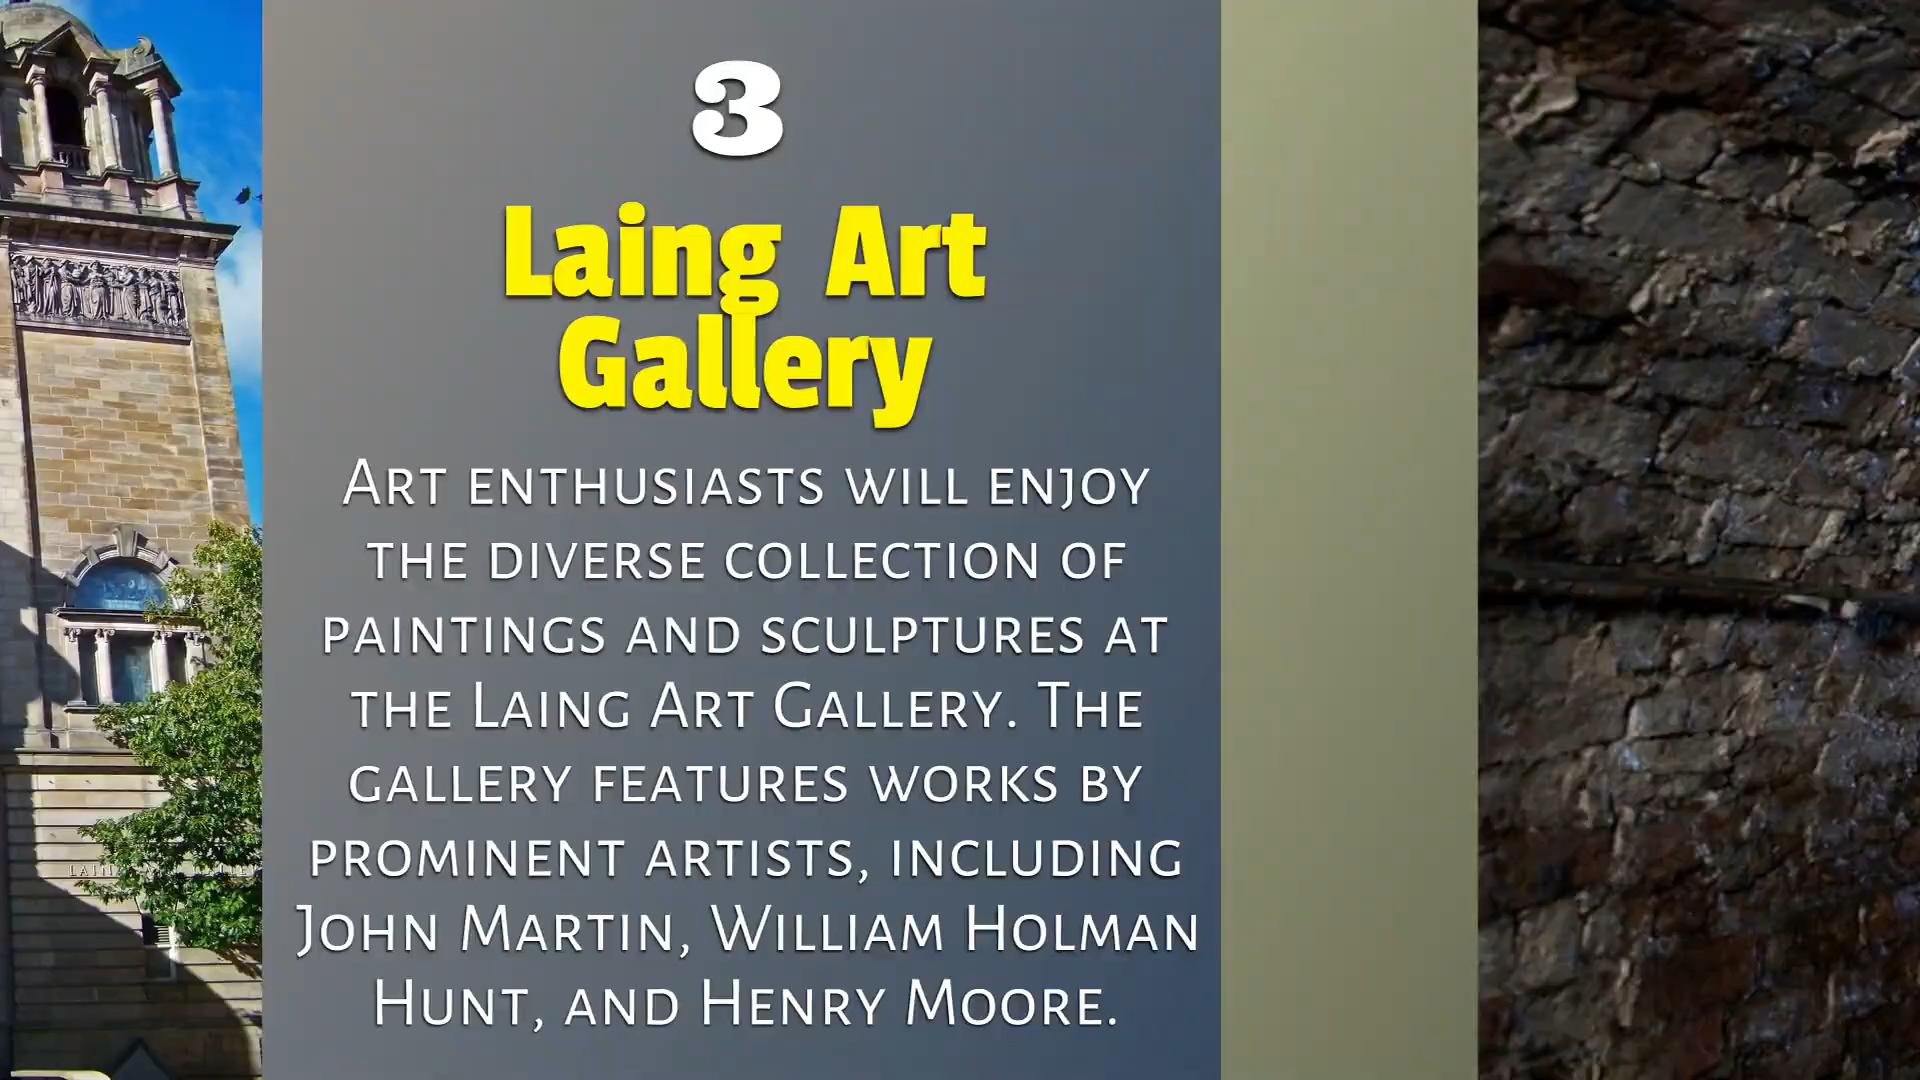 3
Laing Art
Gallery
Art enthusiasts will enjoy
the diverse collection of
paintings and sculptures at
the Laing Art Gallery. The
gallery features works by
prominent artists, including
John Martin, William Holman
Hunt, and Henry Moore.